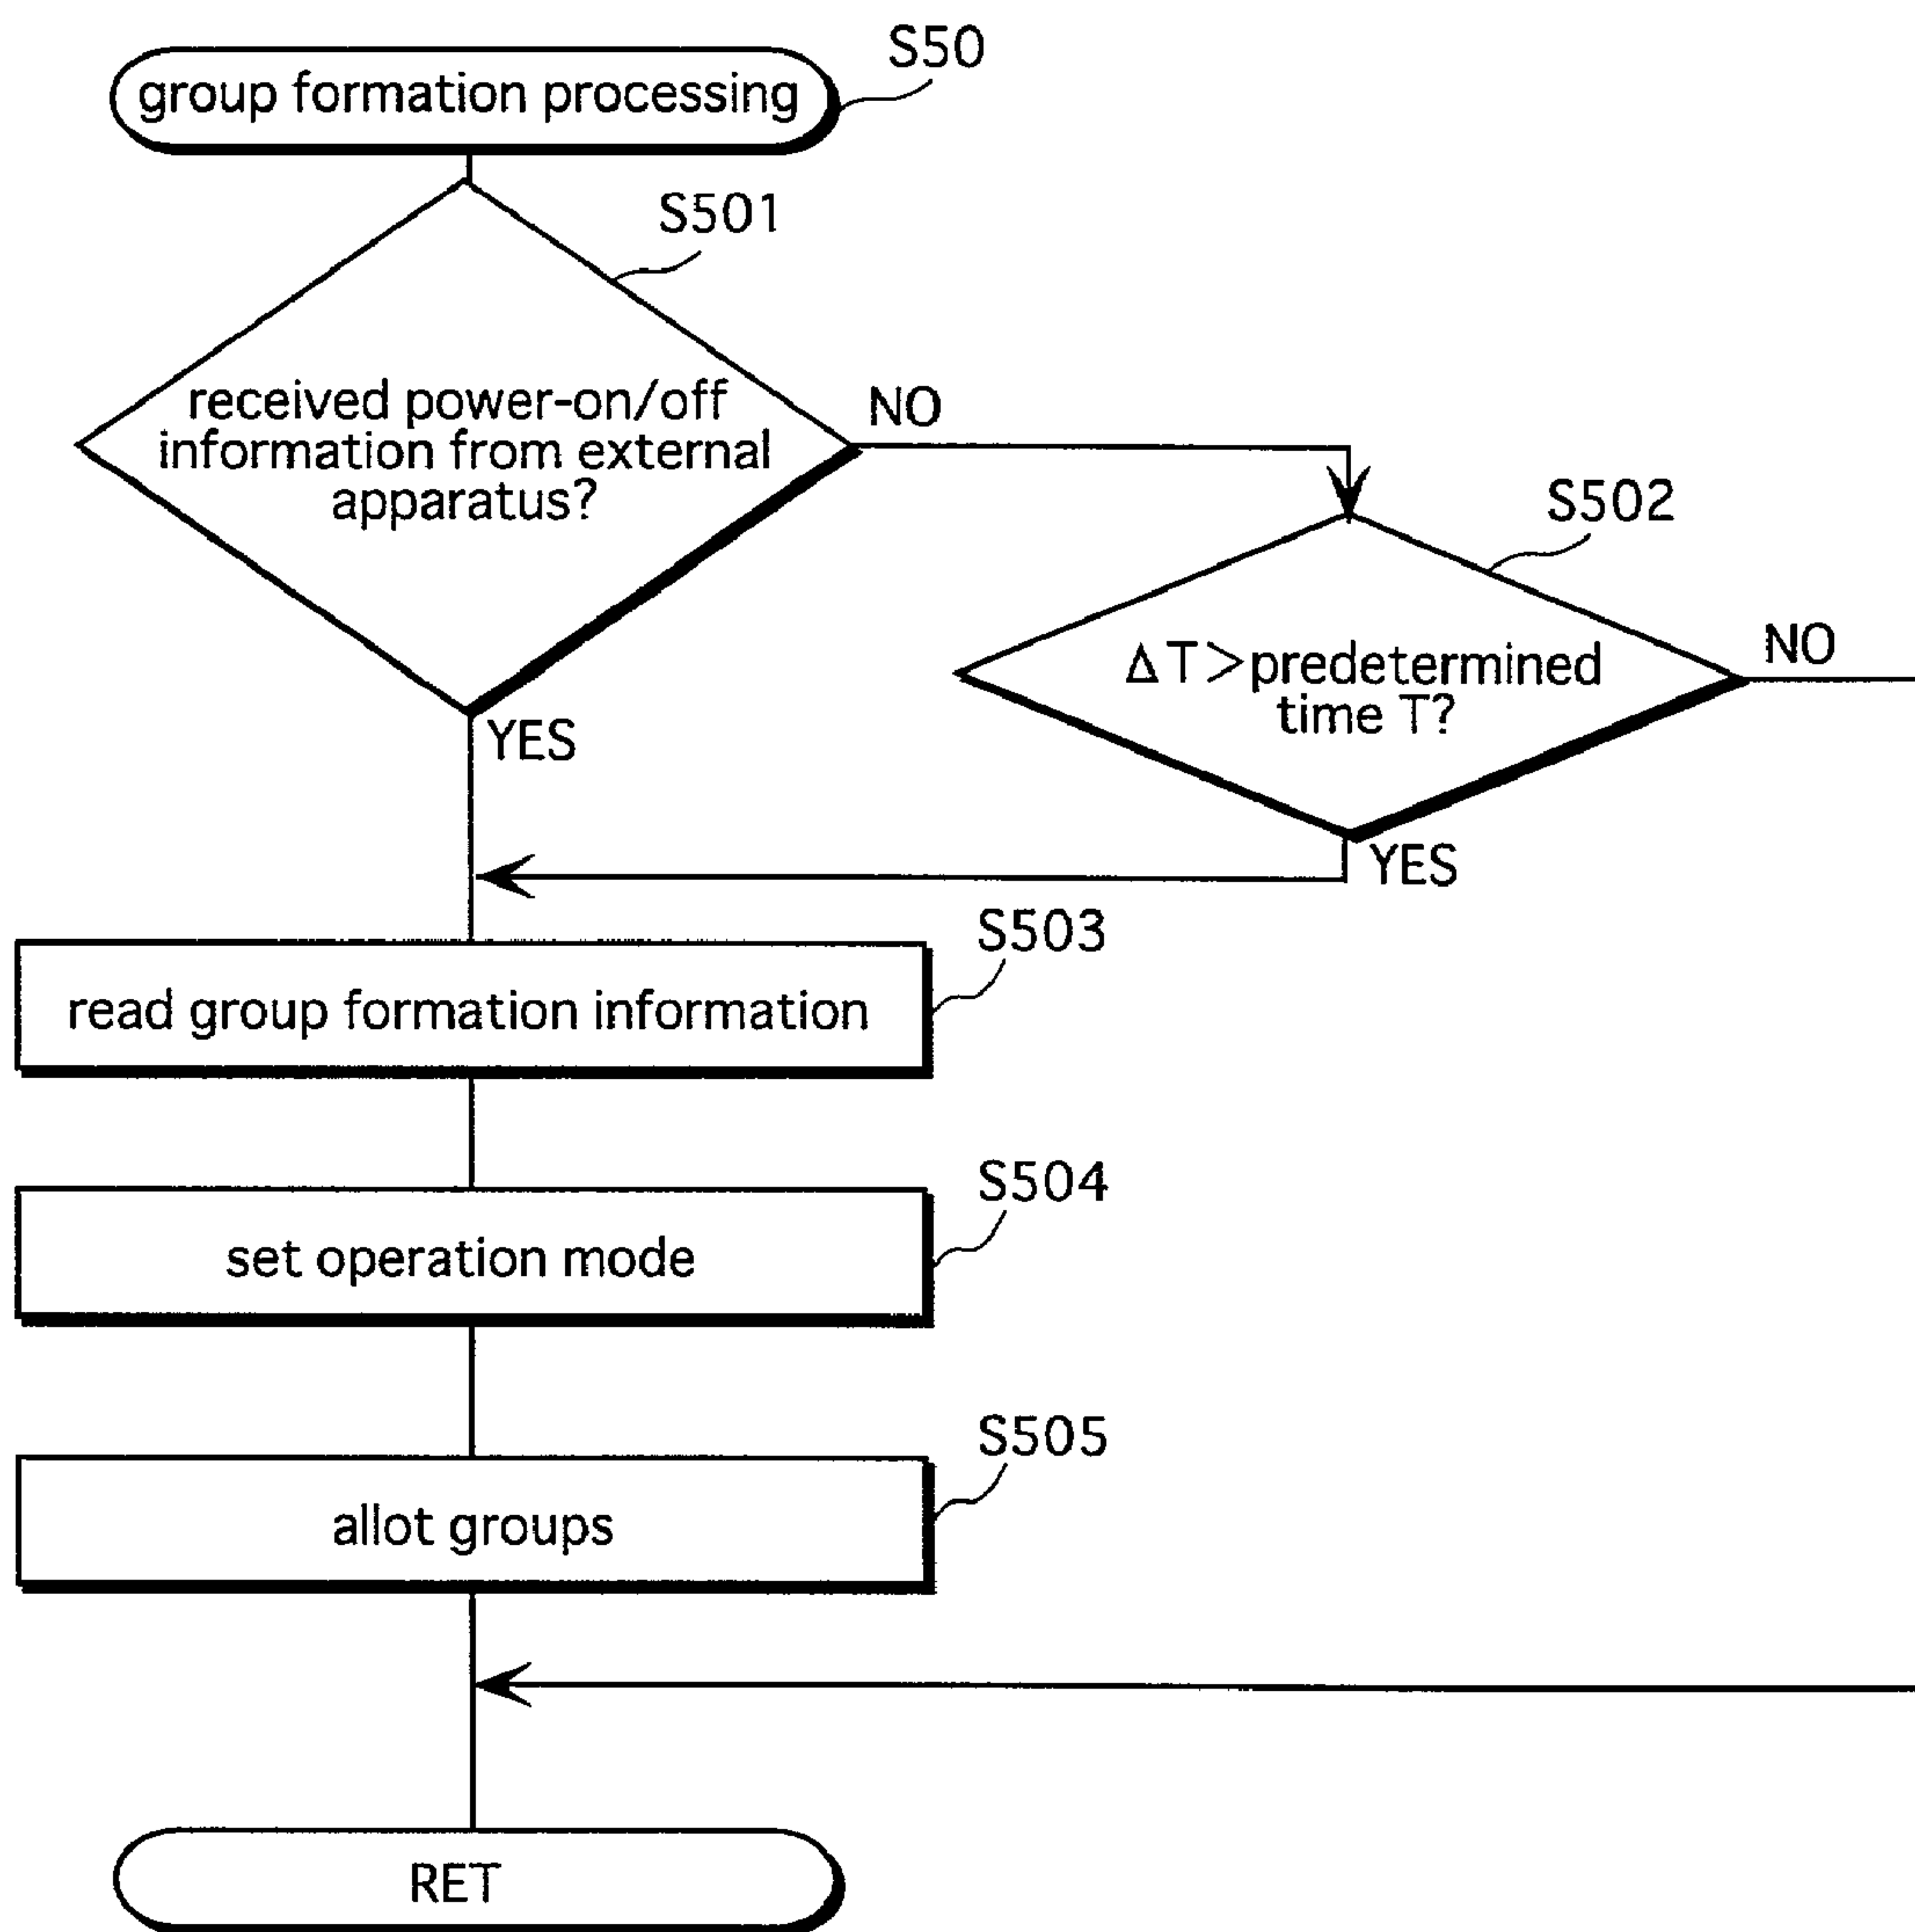 S50
group formation processing
S501
received power-on/off
information from external
apparatus?
NO
YES
S502
ΔT>predetermined
time T?
NO
YES
S503
read group formation information
S504
set operation mode
S505
allot groups
RET